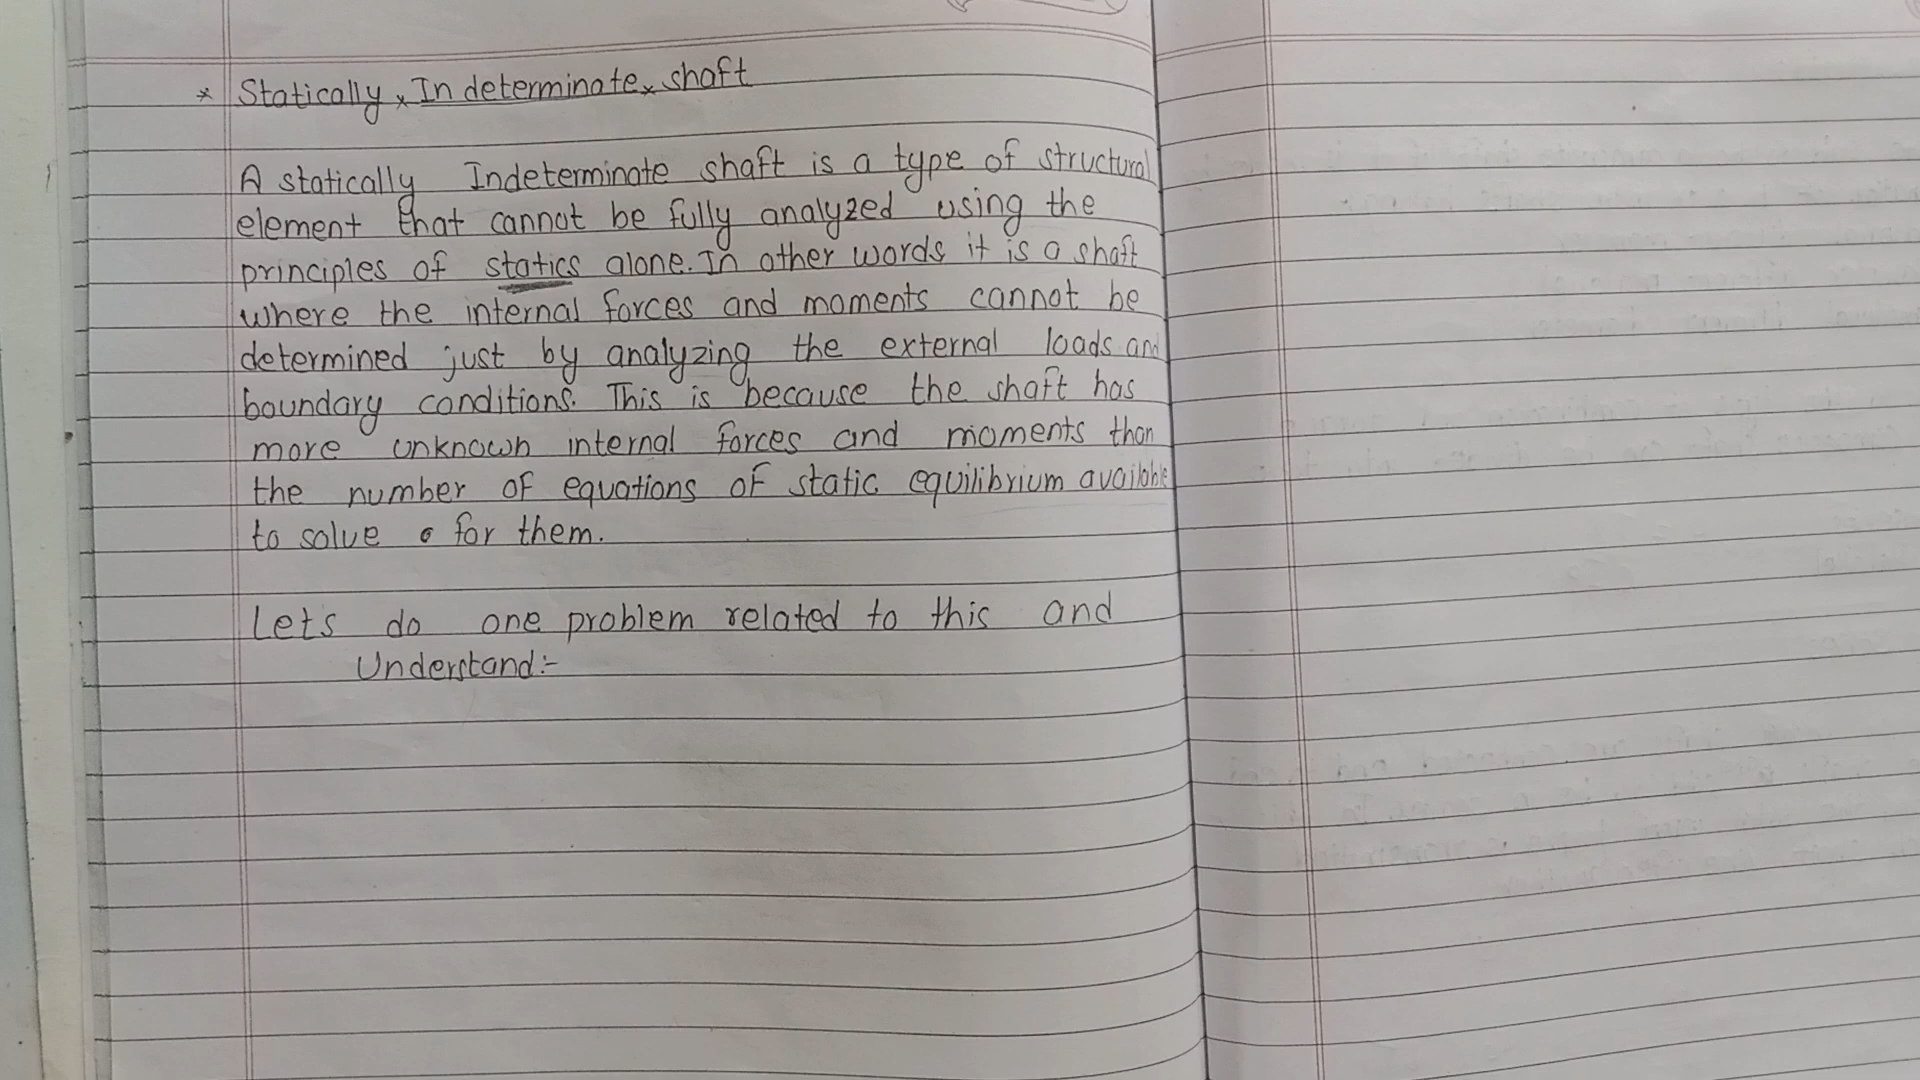 * Statically x In determinate x shaft
A statically Indeterminate shaft is a type of structural
element that cannot be fully analyzed using the
principles of statics alone. In other words it is a shaft
where the internal forces and moments cannot be
determined just by analyzing the external loads and
boundary conditions. This is because the shaft has
more unknown internal forces and moments than
the number of equations of static equilibrium available
to solve for them.
Lets do one problem related to this and
Understand:-